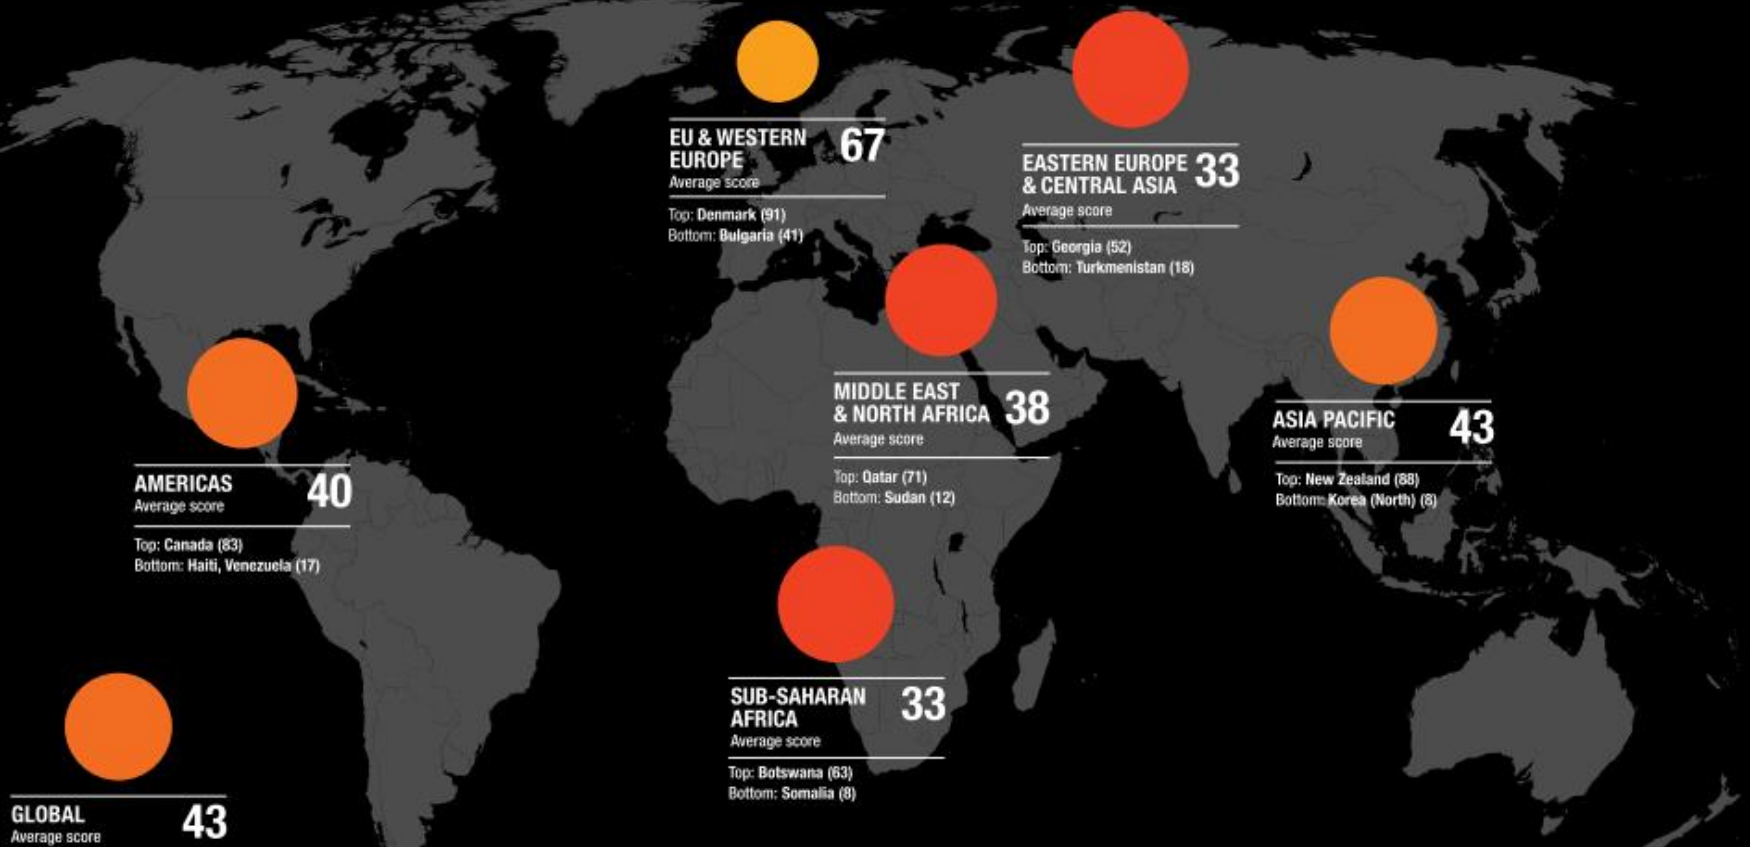 EU & WESTERN
EUROPE
67
Average score
Top: Denmark (91)
Bottom: Bulgaria (41)
EASTERN EUROPE
& CENTRAL ASIA
33
Average score
Top: Georgia (52)
Bottom: Turkmenistan (18)
MIDDLE EAST
& NORTH AFRICA
38
Average score
Top: Qatar (71)
Bottom: Sudan (12)
ASIA PACIFIC
43
Average score
Top: New Zealand (88)
Bottom: Korea (North) (8)
AMERICAS
40
Average score
Top: Canada (83)
Bottom: Haiti, Venezuela (17)
SUB-SAHARAN
AFRICA
33
Average score
Top: Botswana (63)
Bottom: Somalia (8)
GLOBAL
43
Average score